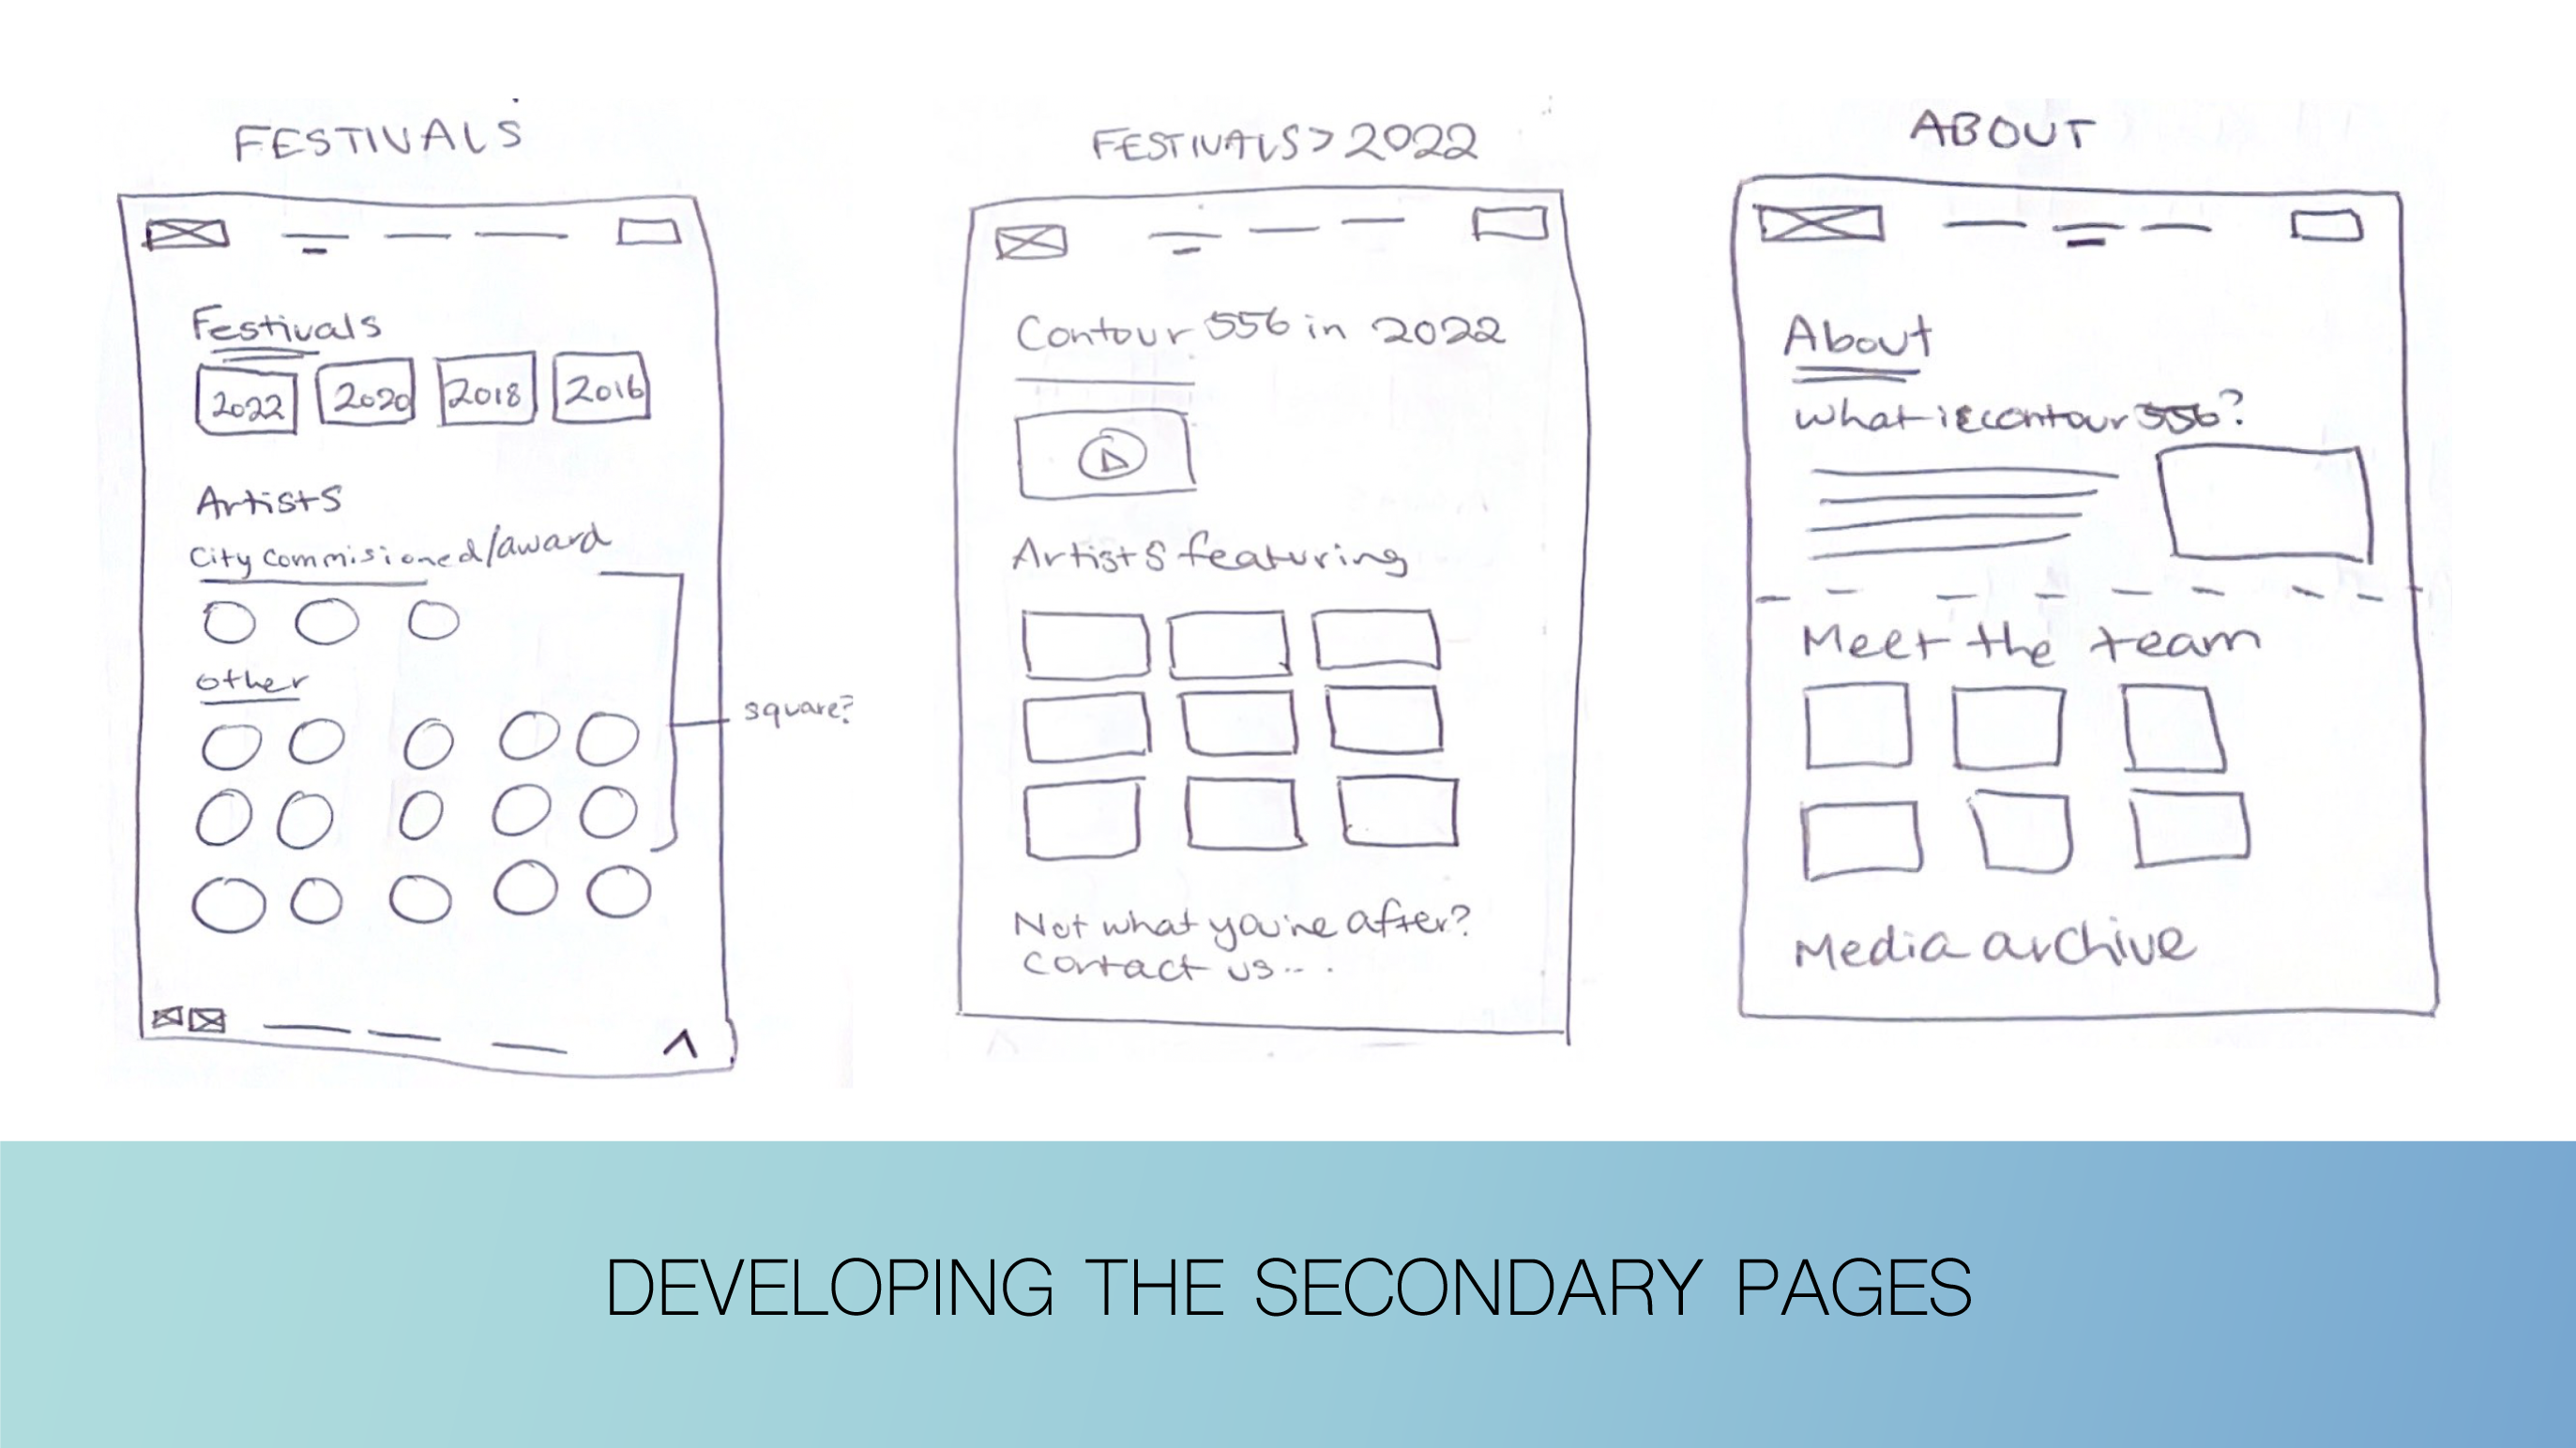 FESTIVALS
Festivals
2022 2020 2018 2016
Artists
City commisioned/award
other
square?
FESTIVALS > 2022
Contour 556 in 2022
Artists featuring
Not what you're after?
Contact us...
ABOUT
About
what is contour 556?
Meet the team
Media archive
DEVELOPING THE SECONDARY PAGES